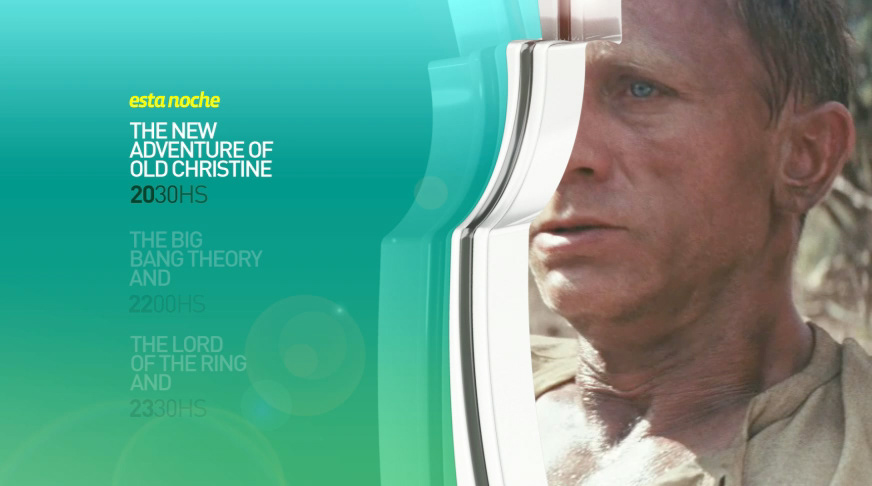 esta noche
THE NEW
ADVENTURE OF
OLD CHRISTINE
2030HS
THE BIG
BANG THEORY
AND
2200HS
THE LORD
OF THE RING
AND
2330HS